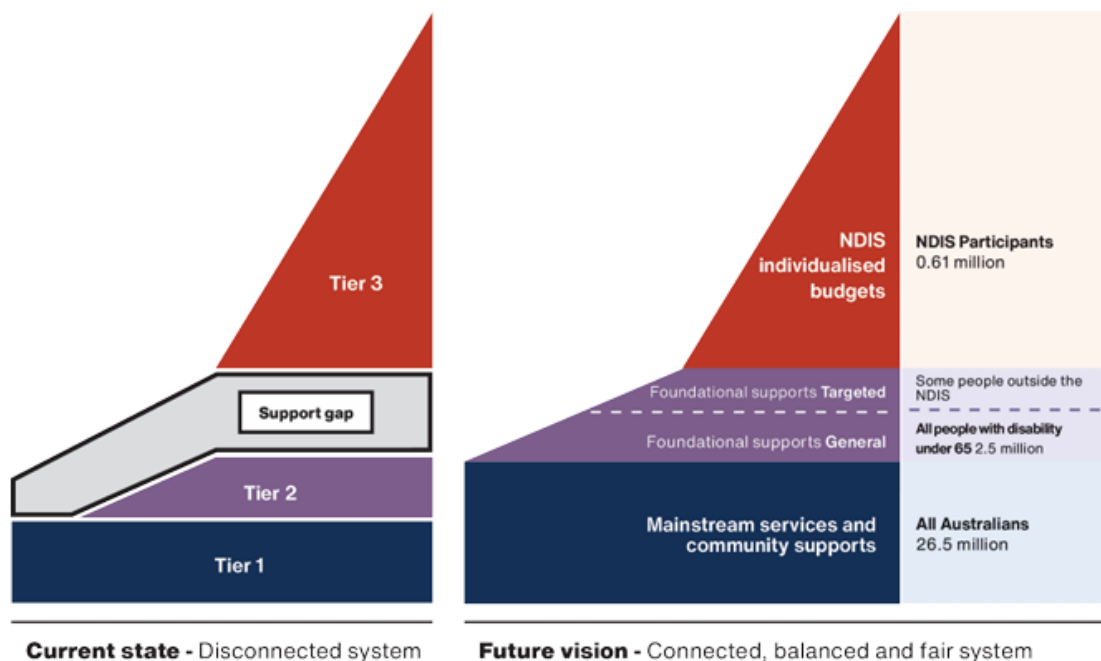 Tier 3
Support gap
Tier 2
Tier 1
Current state - Disconnected system
NDIS
individualised
budgets
NDIS Participants
0.61 million
Foundational supports Targeted
Some people outside the
NDIS
Foundational supports General
All people with disability
under 65 2.5 million
Mainstream services and
community supports
All Australians
26.5 million
Future vision - Connected, balanced and fair system